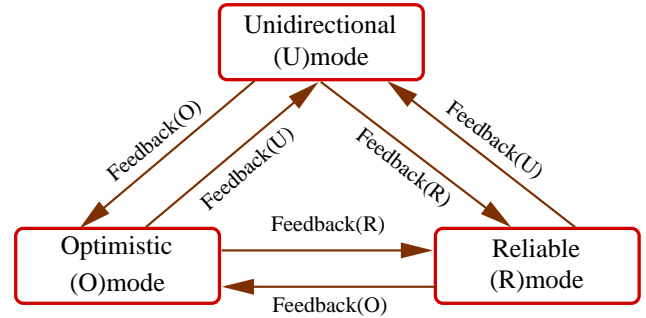 Unidirectional
(U)mode
Feedback(O)
Feedback(U)
Feedback(R)
Feedback(U)
Optimistic
(O)mode
Feedback(R)
Feedback(O)
Reliable
(R)mode